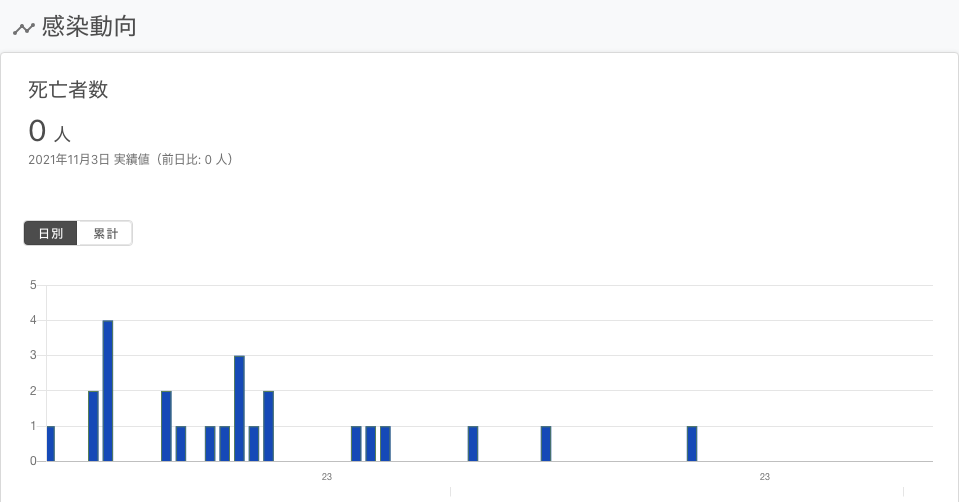 感染動向
死亡者数
0 人
2021年11月3日 実績値（前日比: 0 人）
日別 累計
5
4
3
2
1
0
23 23